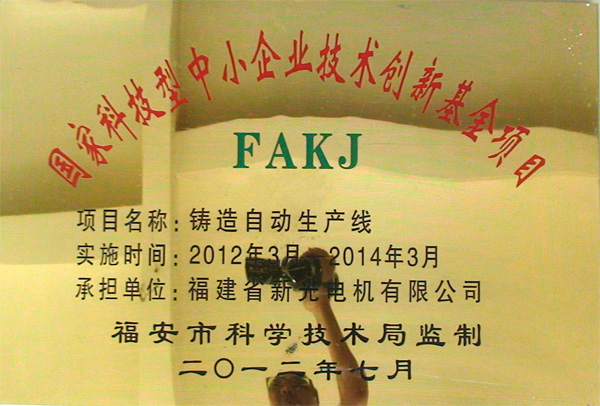 国家科技型中小企业技术创新基金项目
FAKJ
项目名称：铸造自动生产线
实施时间：2012年3月－2014年3月
承担单位：福建省新光电机有限公司
福安市科学技术局监制
二〇一二年七月